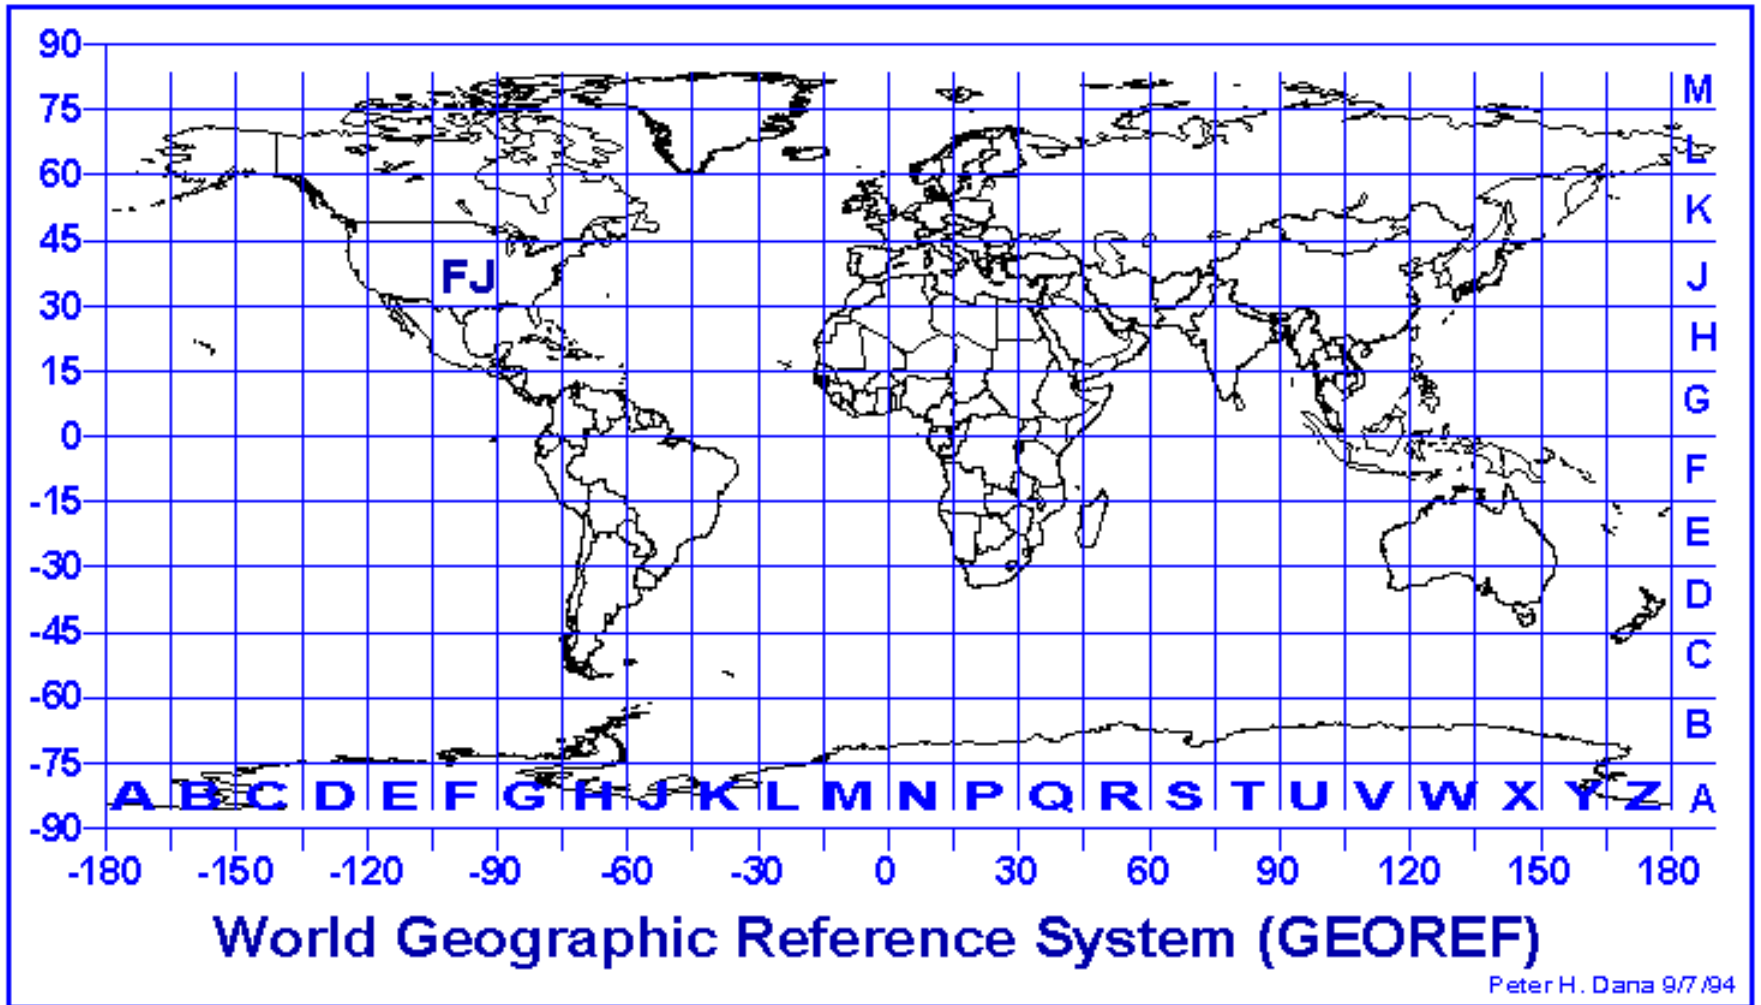 90
M
75
L
60
K
45
FJ
J
30
H
15
G
0
F
-15
E
-30
D
-45
C
-60
B
-75
A B C D E F G H J K L M N P Q R S T U V W X Y Z A
-90
-180 -150 -120 -90 -60 -30 0 30 60 90 120 150 180
World Geographic Reference System (GEOREF)
Peter H. Dana 9/7/94